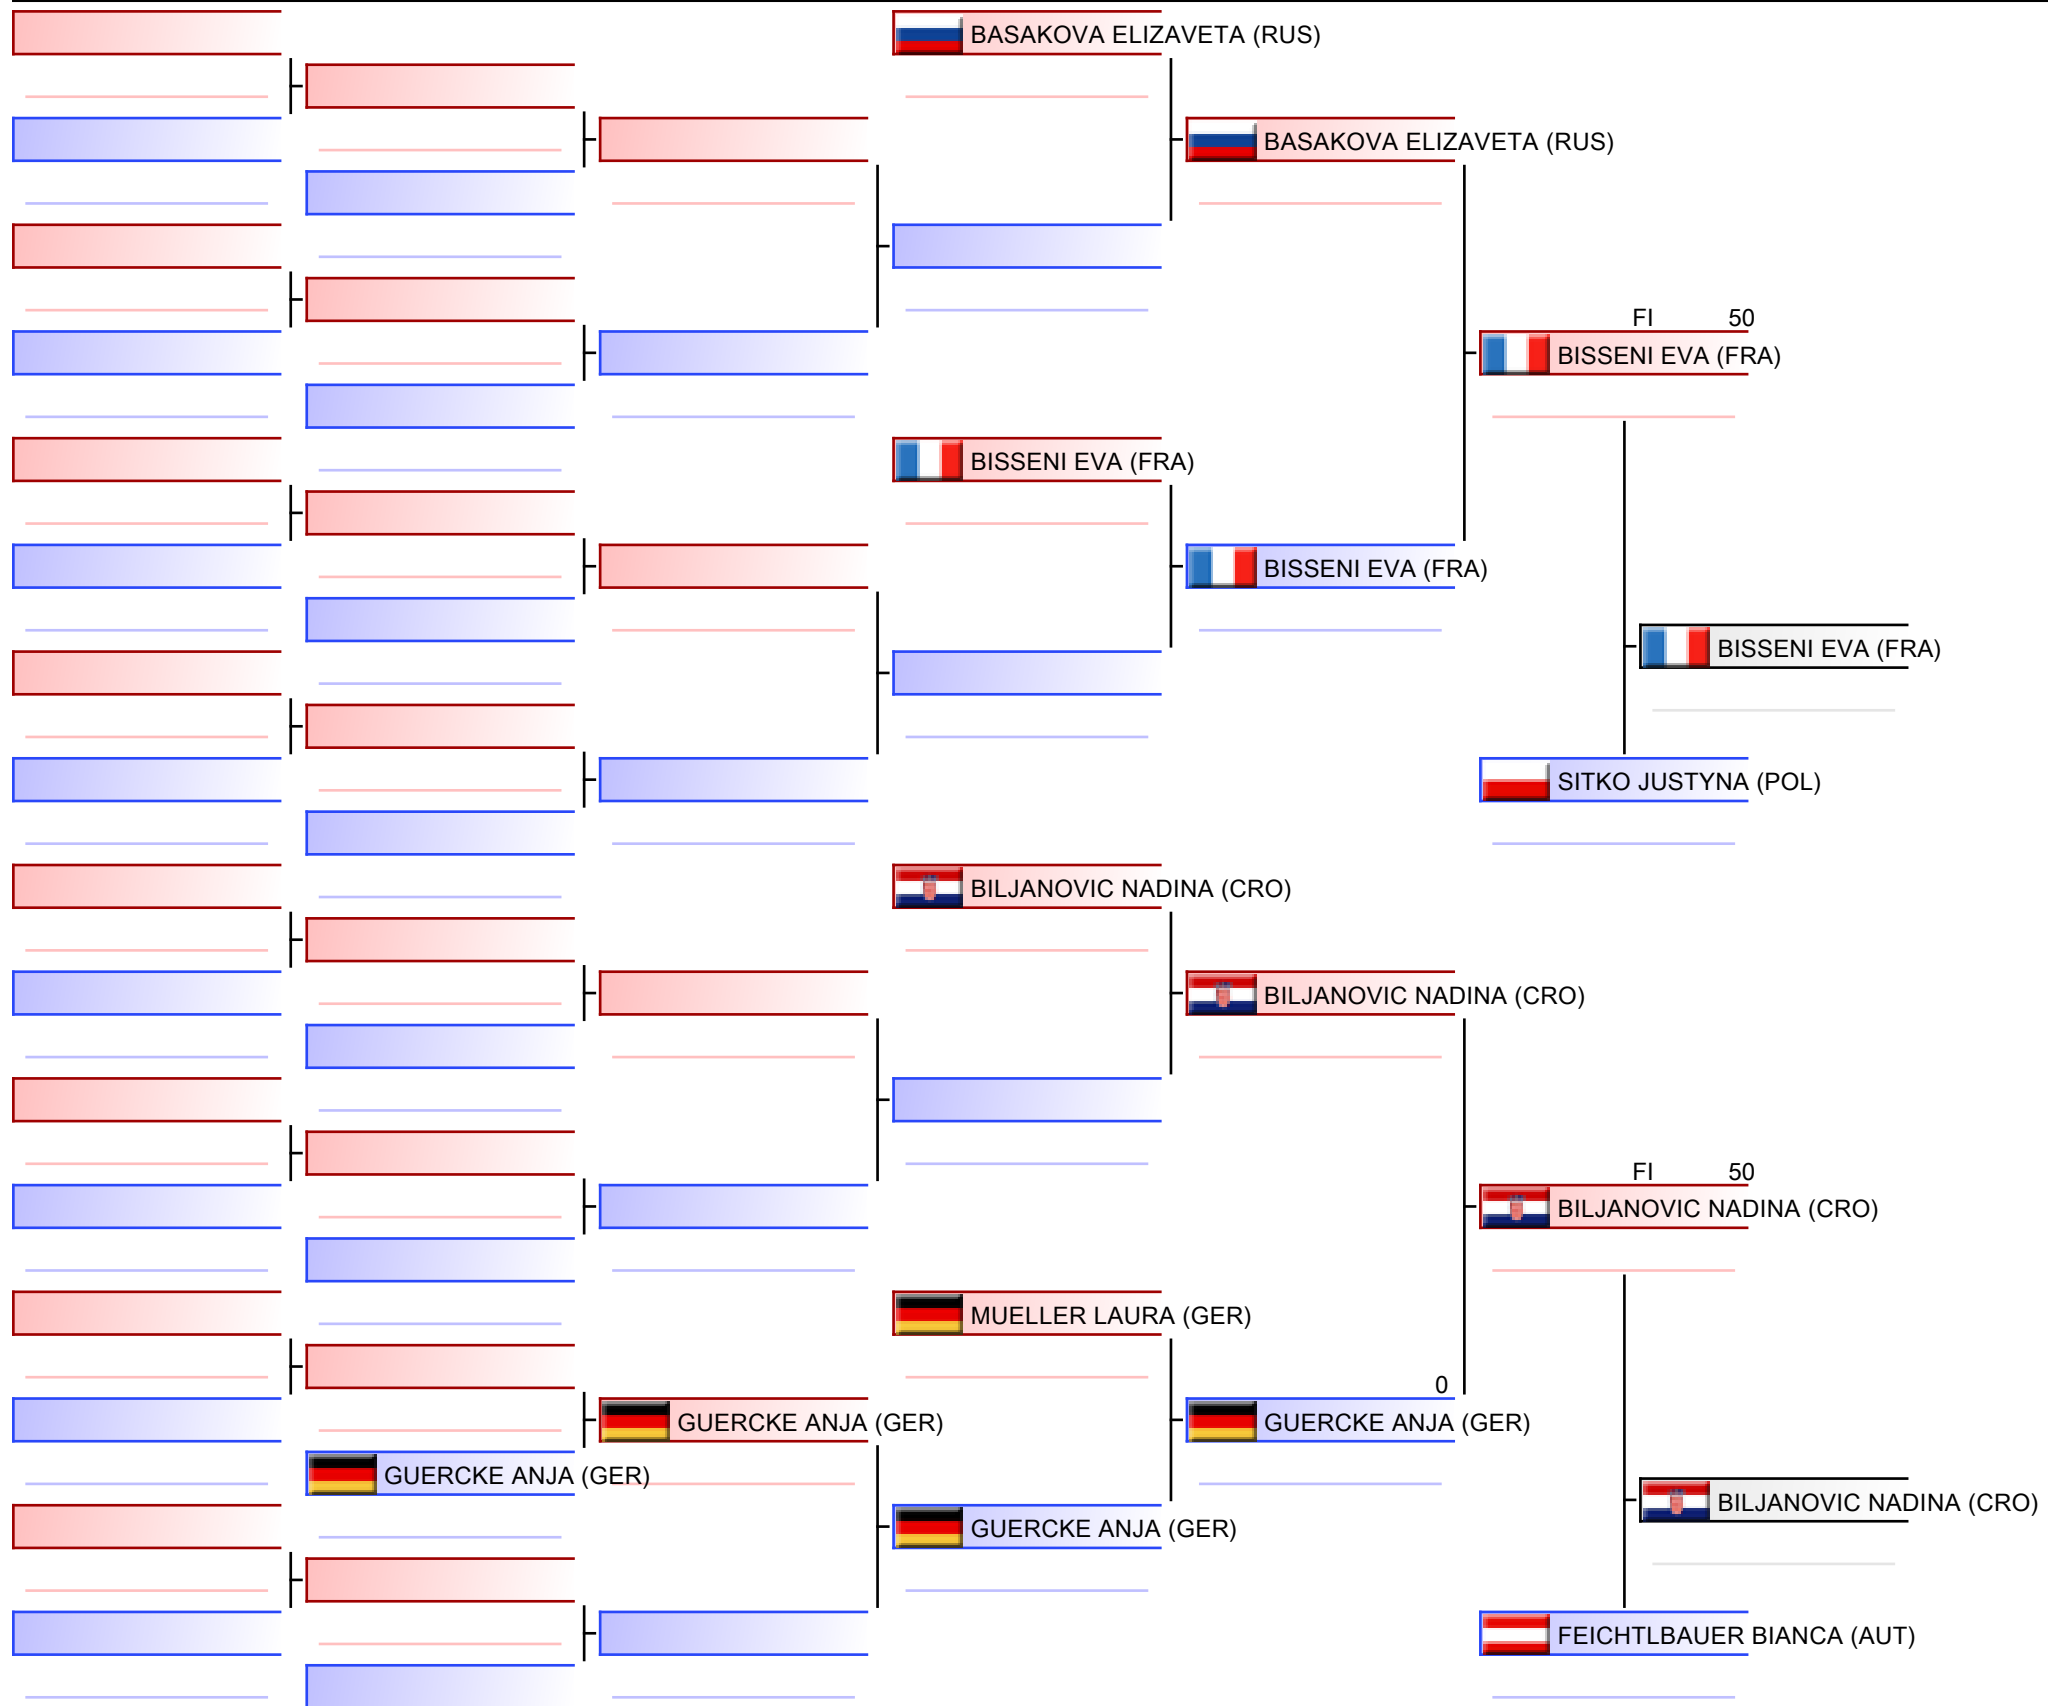 BASAKOVA ELIZAVETA (RUS)
BASAKOVA ELIZAVETA (RUS)
FI 50
BISSENI EVA (FRA)
BISSENI EVA (FRA)
BISSENI EVA (FRA)
BISSENI EVA (FRA)
SITKO JUSTYNA (POL)
BILJANOVIC NADINA (CRO)
BILJANOVIC NADINA (CRO)
FI 50
BILJANOVIC NADINA (CRO)
MUELLER LAURA (GER)
0
GUERCKE ANJA (GER)
GUERCKE ANJA (GER)
GUERCKE ANJA (GER)
BILJANOVIC NADINA (CRO)
GUERCKE ANJA (GER)
FEICHTLBAUER BIANCA (AUT)